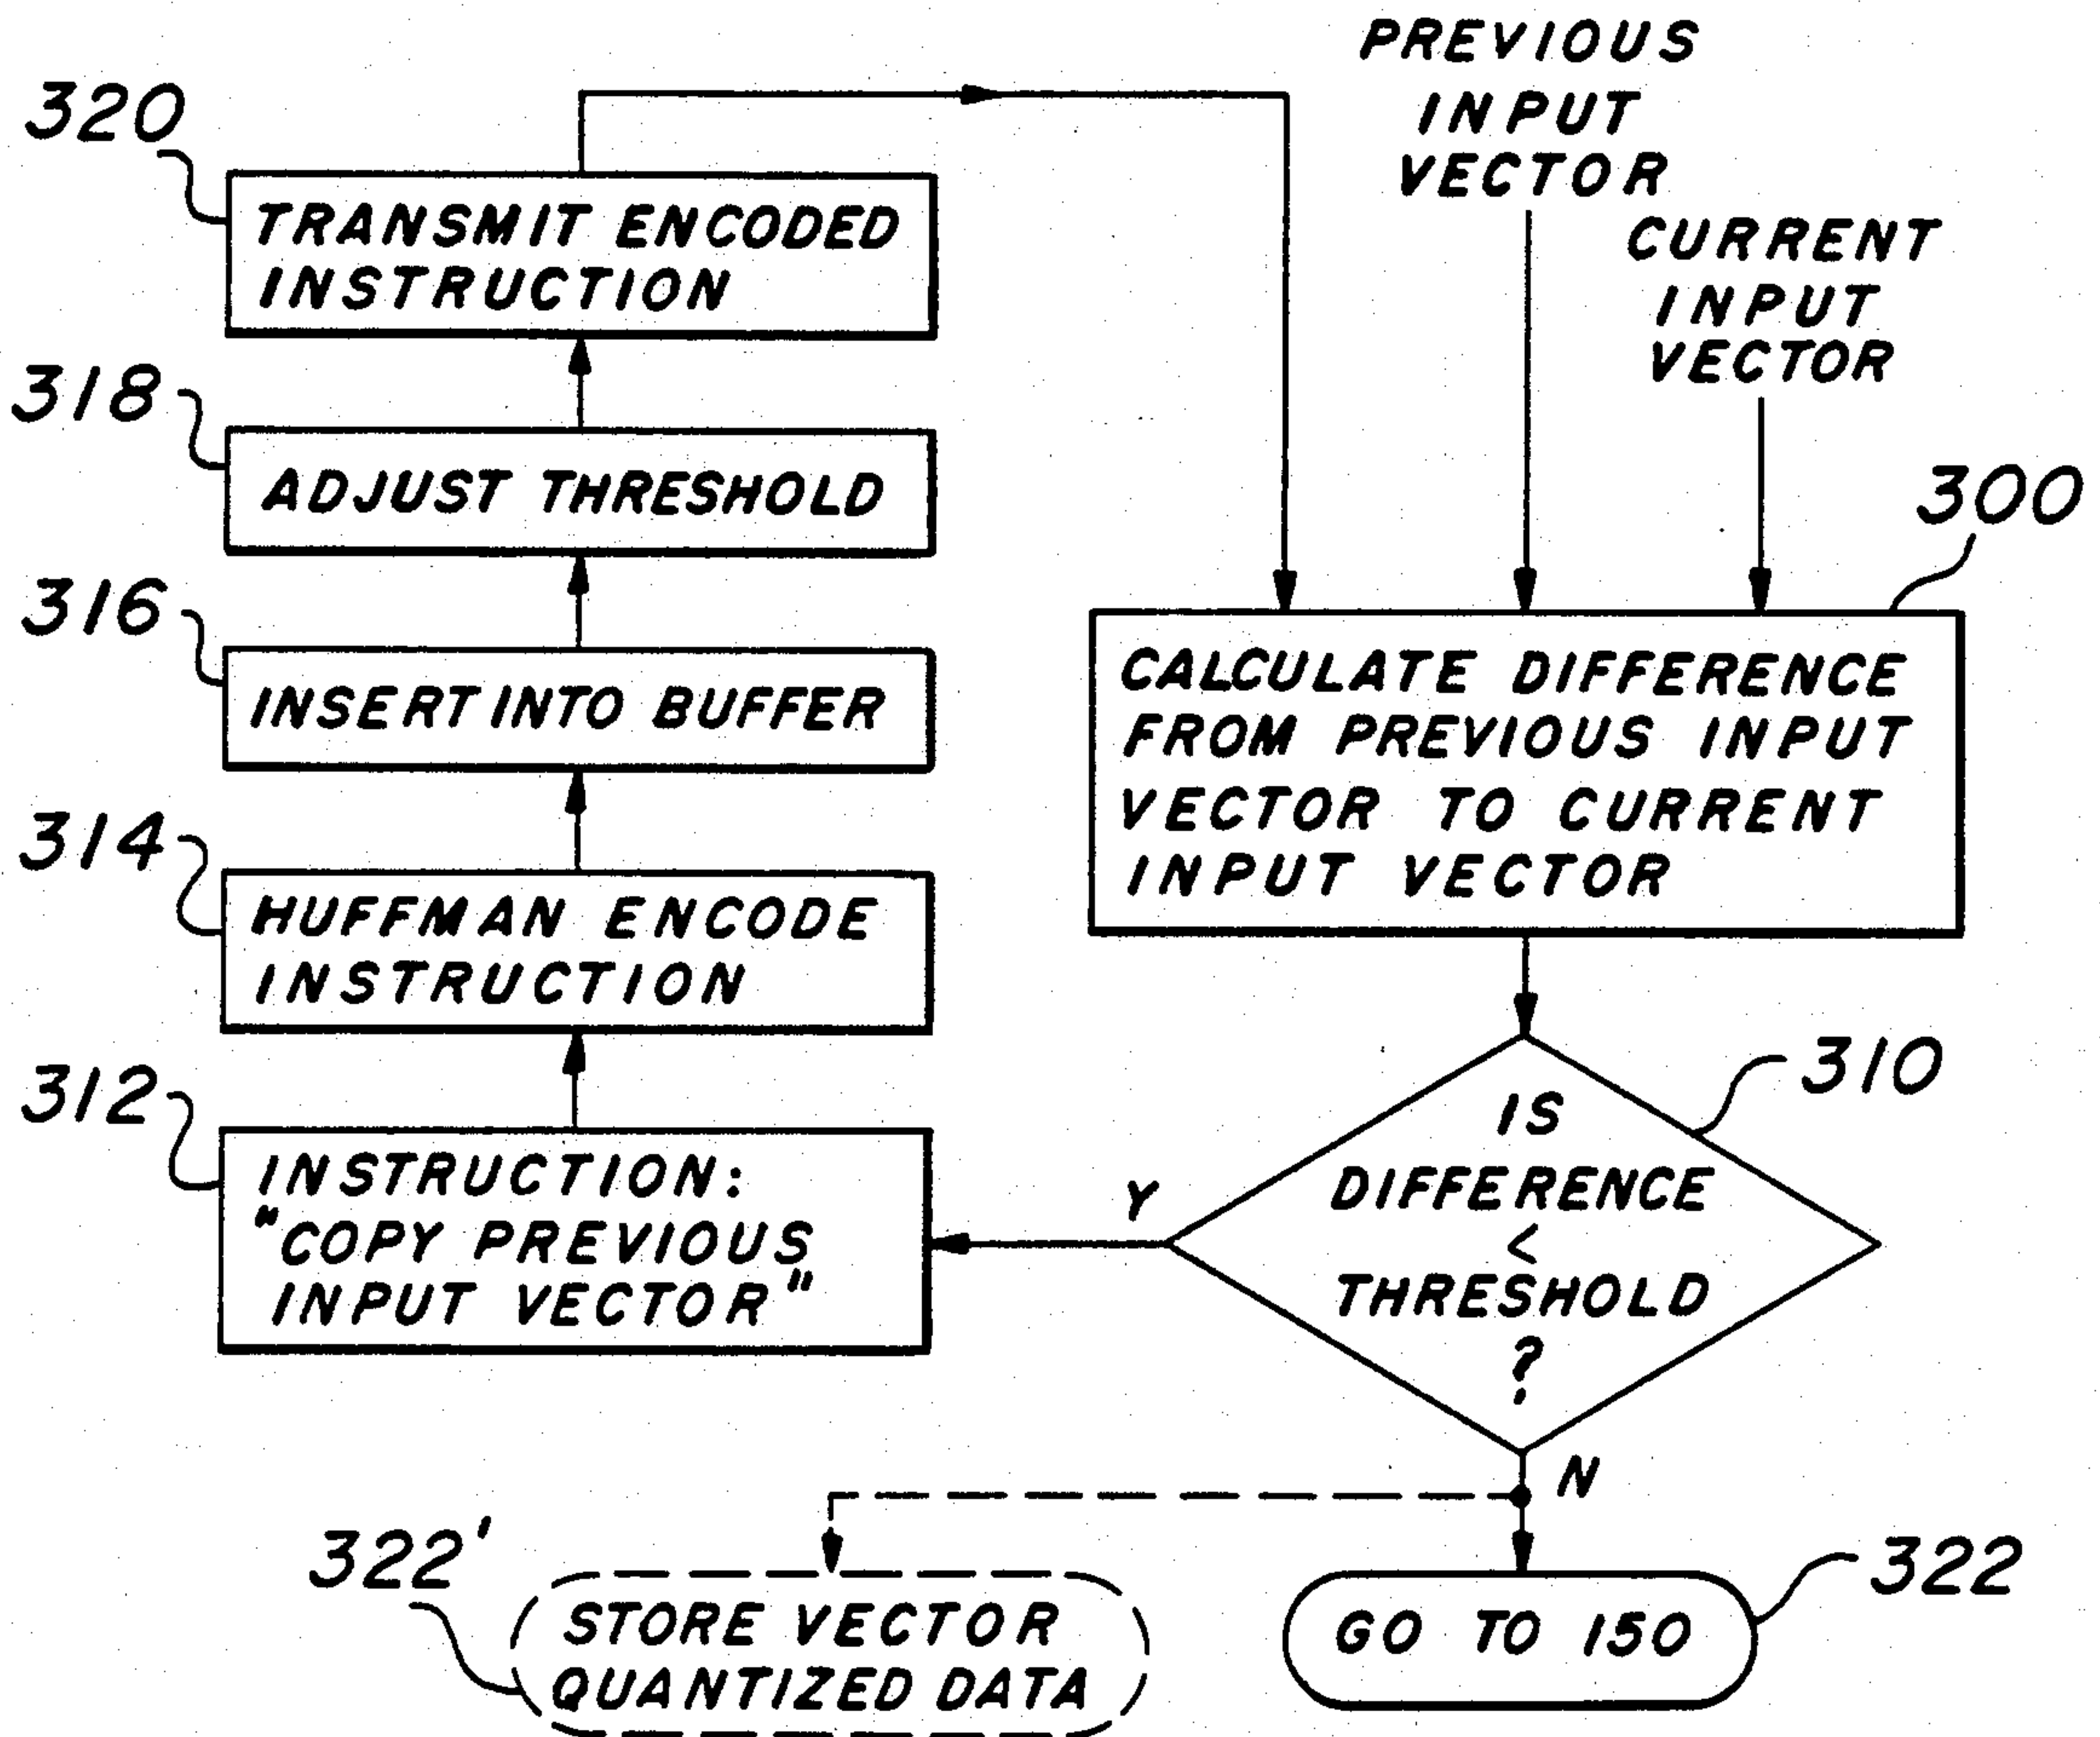 320
TRANSMIT ENCODED
INSTRUCTION
318
ADJUST THRESHOLD
316
INSERT INTO BUFFER
314
HUFFMAN ENCODE
INSTRUCTION
312
INSTRUCTION:
"COPY PREVIOUS
INPUT VECTOR"
PREVIOUS
INPUT
VECTOR
CURRENT
INPUT
VECTOR
300
CALCULATE DIFFERENCE
FROM PREVIOUS INPUT
VECTOR TO CURRENT
INPUT VECTOR
310
IS
DIFFERENCE
<
THRESHOLD
?
Y
N
322'
STORE VECTOR
QUANTIZED DATA
322
GO TO 150